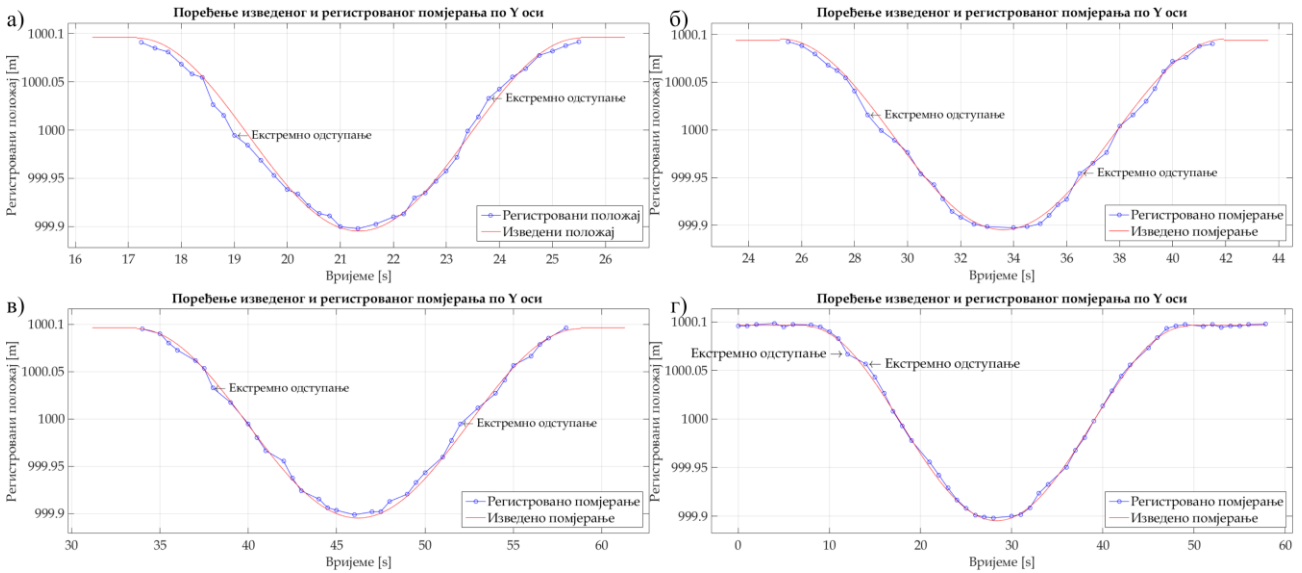 а)
Поређење изведеног и регистрованог помјерања по Y оси
Регистровани положај [m]
1000.1
1000.05
1000
999.95
999.9
Екстремно одступање
Екстремно одступање
Регистровани положај
Изведени положај
16 17 18 19 20 21 22 23 24 25 26
Вријеме [s]
б)
Поређење изведеног и регистрованог помјерања по Y оси
Регистровани положај [m]
1000.1
1000.05
1000
999.95
999.9
Екстремно одступање
Екстремно одступање
Регистровано помјерање
Изведено помјерање
24 26 28 30 32 34 36 38 40 42 44
Вријеме [s]
в)
Поређење изведеног и регистрованог помјерања по Y оси
Регистровани положај [m]
1000.1
1000.05
1000
999.95
999.9
Екстремно одступање
Екстремно одступање
Регистровано помјерање
Изведено помјерање
30 35 40 45 50 55 60
Вријеме [s]
г)
Поређење изведеног и регистрованог помјерања по Y оси
Регистровани положај [m]
1000.1
1000.05
1000
999.95
999.9
Екстремно одступање
Екстремно одступање
Регистровано помјерање
Изведено помјерање
0 10 20 30 40 50 60
Вријеме [s]